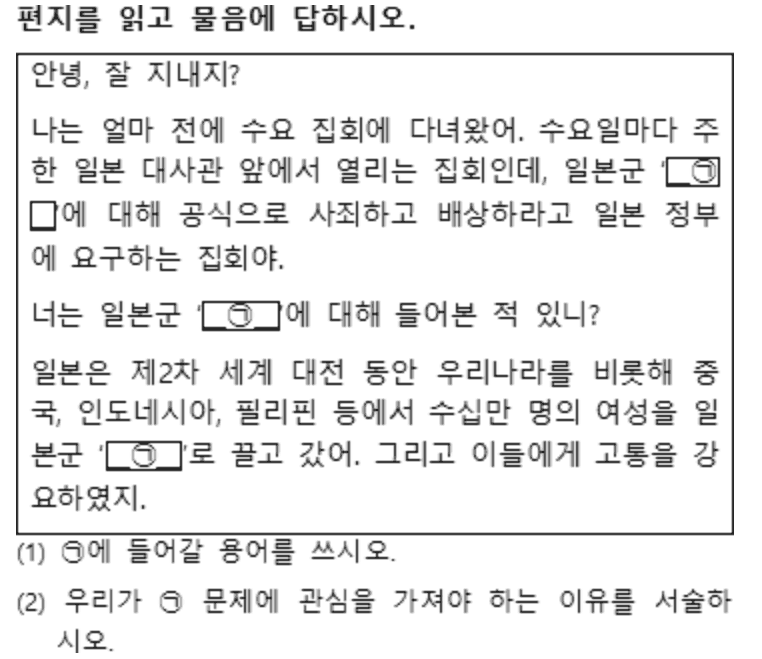 편지를 읽고 물음에 답하시오.
안녕, 잘 지내지?
나는 얼마 전에 수요 집회에 다녀왔어. 수요일마다 주
한 일본 대사관 앞에서 열리는 집회인데, 일본군 '㉠
'에 대해 공식으로 사죄하고 배상하라고 일본 정부
에 요구하는 집회야.
너는 일본군 '㉠'에 대해 들어본 적 있니?
일본은 제2차 세계 대전 동안 우리나라를 비롯해 중
국, 인도네시아, 필리핀 등에서 수십만 명의 여성을 일
본군 '㉠'로 끌고 갔어. 그리고 이들에게 고통을 강
요하였지.
(1) ㉠에 들어갈 용어를 쓰시오.
(2) 우리가 ㉠ 문제에 관심을 가져야 하는 이유를 서술하
시오.